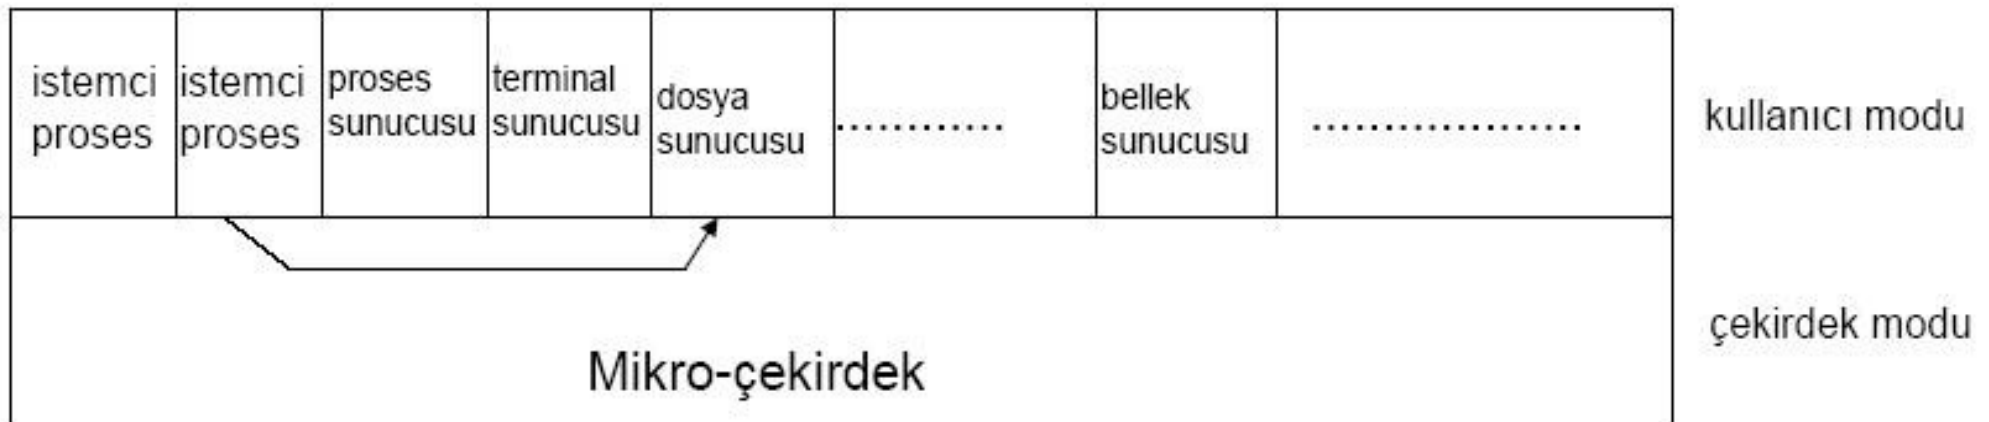 istemci
proses
istemci
proses
proses
sunucusu
terminal
sunucusu
dosya
sunucusu
............
bellek
sunucusu
...................
kullanıcı modu
çekirdek modu
Mikro-çekirdek